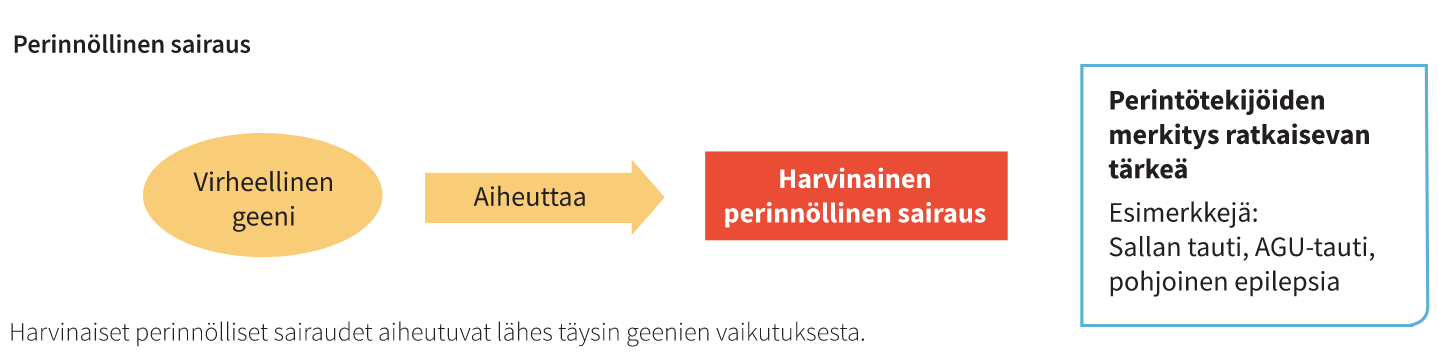 Perinnöllinen sairaus
Virheellinen
geeni
Aiheuttaa
Harvinainen
perinnöllinen sairaus
Perintötekijöiden
merkitys ratkaisevan
tärkeä
Esimerkkejä:
Sallan tauti, AGU-tauti,
pohjoinen epilepsia
Harvinaiset perinnölliset sairaudet aiheutuvat lähes täysin geenien vaikutuksesta.